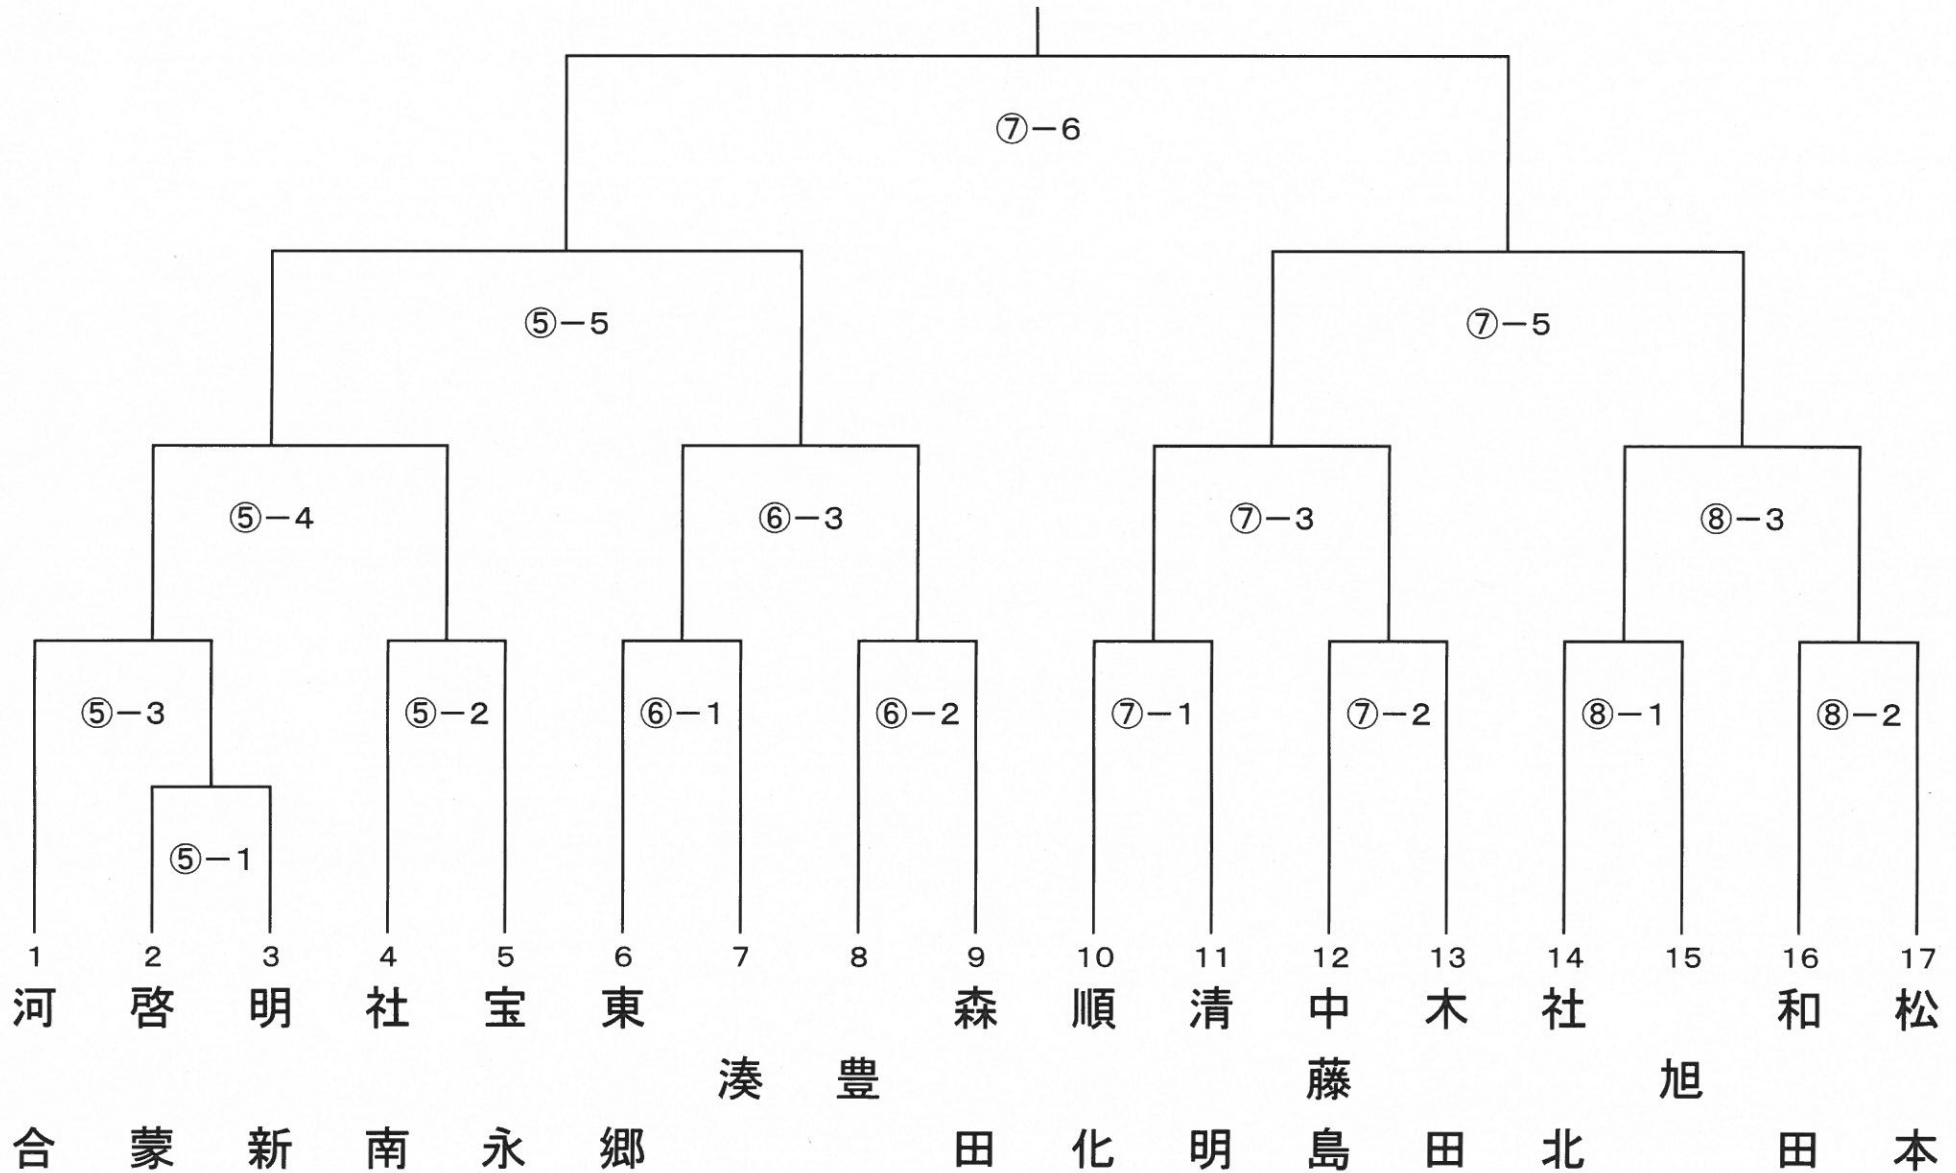 ⑦－6
⑤－5
⑦－5
⑤－4
⑥－3
⑦－3
⑧－3
⑤－3
⑤－2
⑥－1
⑥－2
⑦－1
⑦－2
⑧－1
⑧－2
⑤－1
1 2 3 4 5 6 7 8 9 10 11 12 13 14 15 16 17
河合
啓蒙
明新
社南
宝永
東郷
湊
豊
森田
順化
清明
中藤島
木田
社北
旭
和田
松本